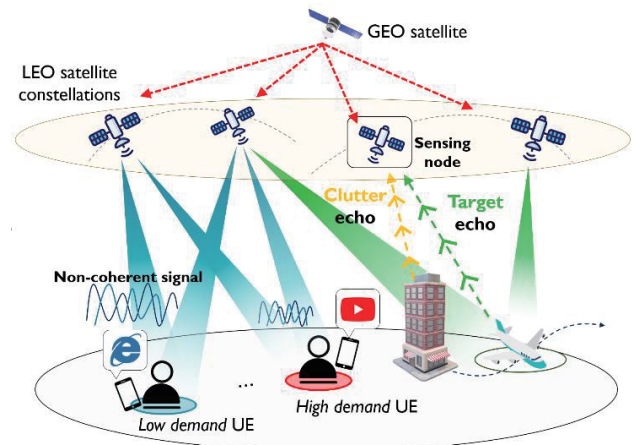 GEO satellite
LEO satellite
constellations
Sensing
node
Clutter
echo
Target
echo
Non-coherent signal
...
High demand UE
Low demand UE